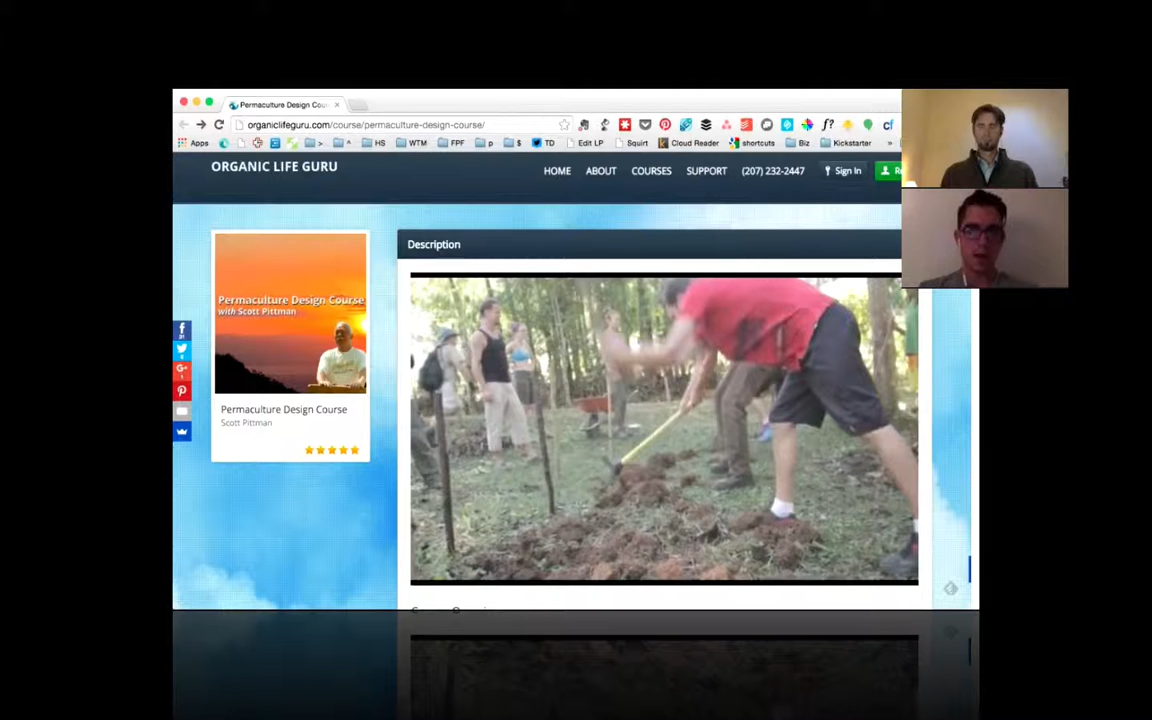 Permaculture Design Cou
organiclifeguru.com/course/permaculture-design-course/
Apps
>
^
HS
WTM
FPF
p
$
TD
Edit LP
Squirt
Cloud Reader
shortcuts
Biz
Kickstarter
»
ORGANIC LIFE GURU
HOME
ABOUT
COURSES
SUPPORT
(207) 232-2447
Sign In
Description
Permaculture Design Course
with Scott Pittman
Permaculture Design Course
Scott Pittman